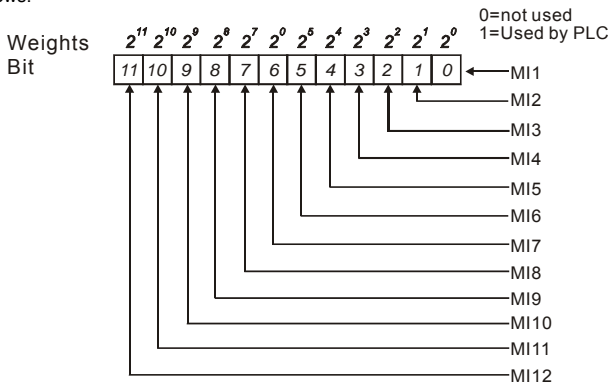 0=not used
1=Used by PLC
Weights 2¹¹ 2¹⁰ 2⁹ 2⁸ 2⁷ 2⁰ 2⁵ 2⁴ 2³ 2² 2¹ 2⁰
Bit 11 10 9 8 7 6 5 4 3 2 1 0
MI1
MI2
MI3
MI4
MI5
MI6
MI7
MI8
MI9
MI10
MI11
MI12